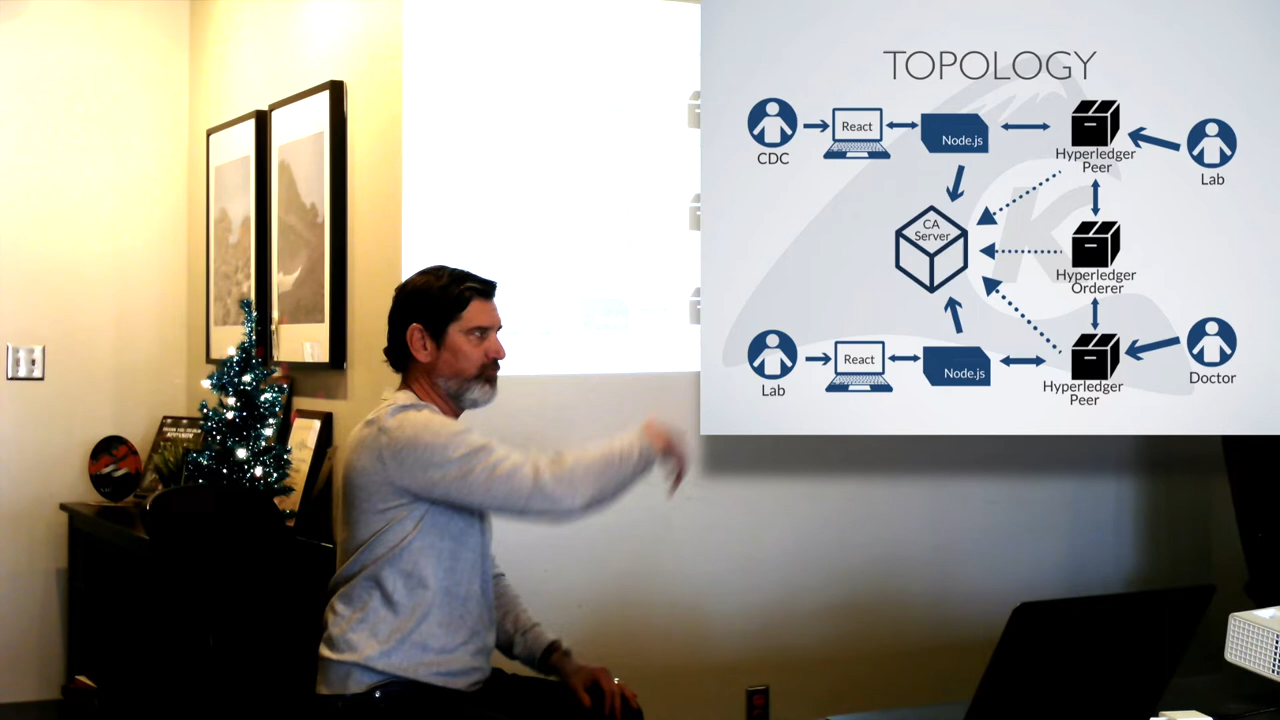 TOPOLOGY
CDC
React
Node.js
Hyperledger
Peer
Lab
CA
Server
Hyperledger
Orderer
Lab
React
Node.js
Hyperledger
Peer
Doctor
K